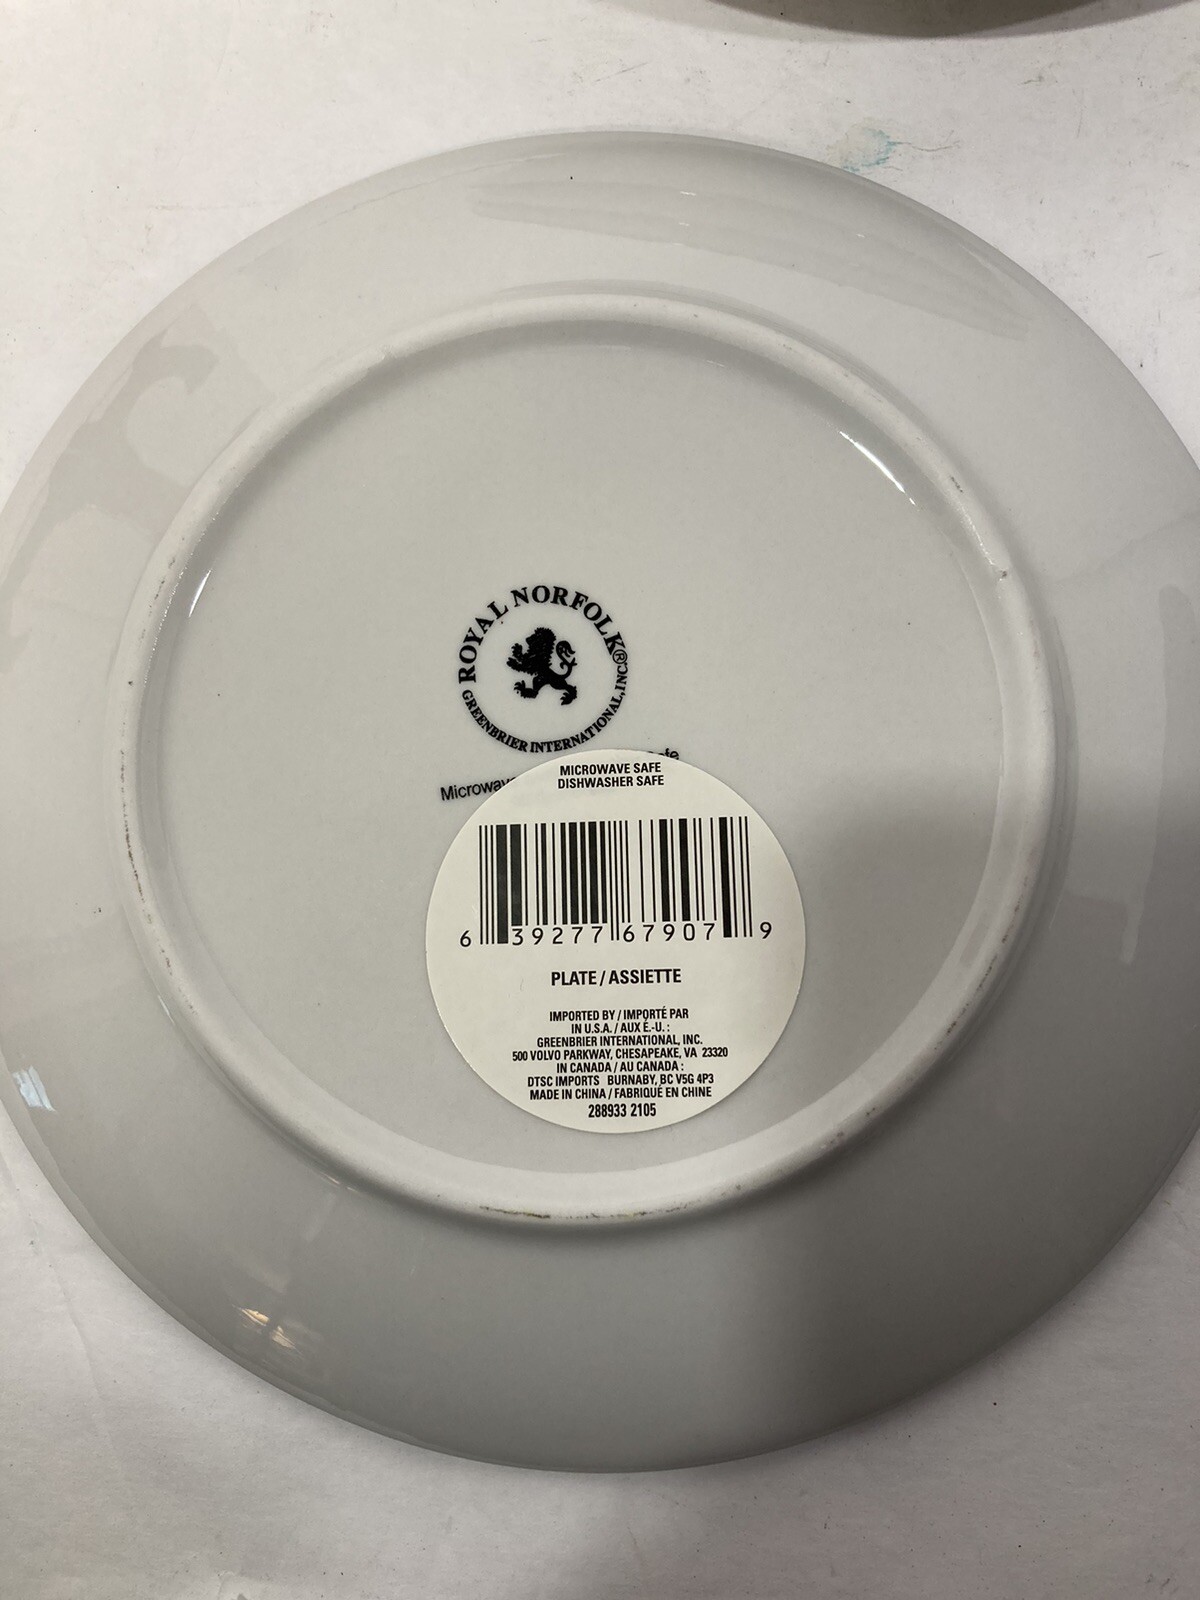 ROYAL NORFOLK®
GREENBRIER INTERNATIONAL, INC.
MICROWAVE SAFE
DISHWASHER SAFE
6 39277 67907 9
PLATE / ASSIETTE
IMPORTED BY / IMPORTÉ PAR
IN U.S.A. / AUX É.-U. :
GREENBRIER INTERNATIONAL, INC.
500 VOLVO PARKWAY, CHESAPEAKE, VA 23320
IN CANADA / AU CANADA :
DTSC IMPORTS BURNABY, BC V5G 4P3
MADE IN CHINA / FABRIQUÉ EN CHINE
288933 2105